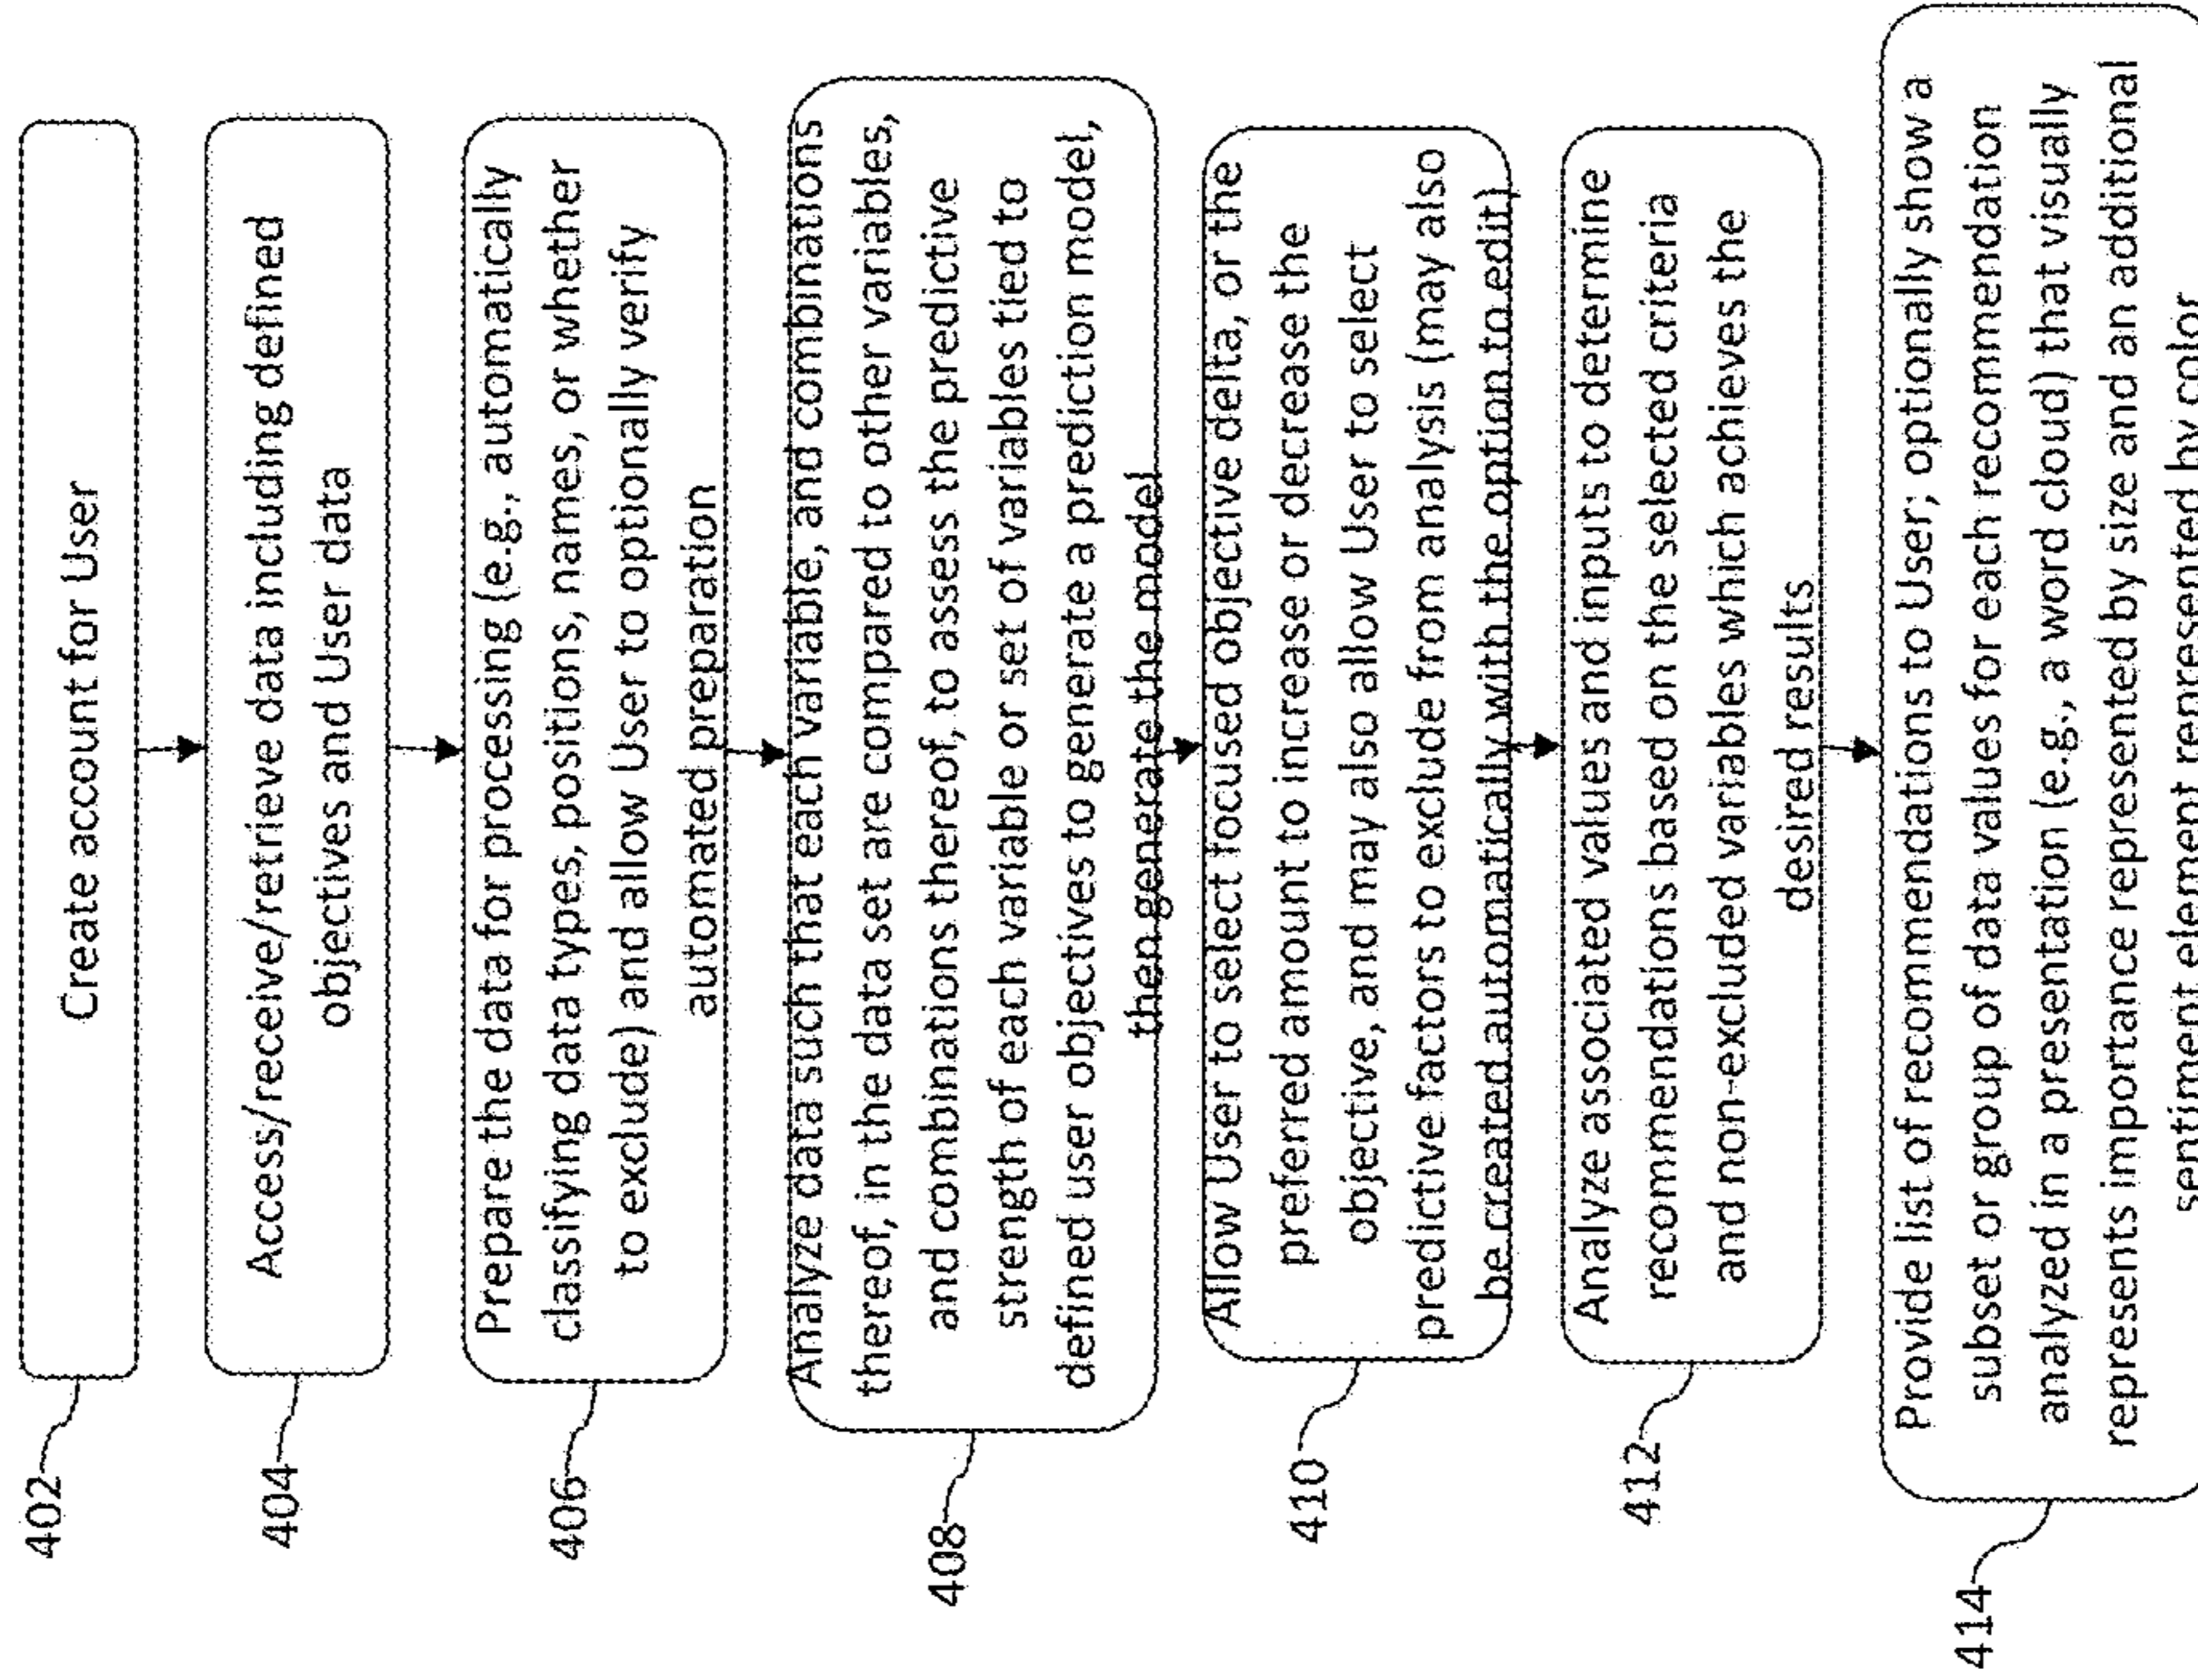 402
Create account for User
404
Access/receive/retrieve data including defined
objectives and User data
406
Prepare the data for processing (e.g., automatically
classifying data types, positions, names, or whether
to exclude) and allow User to optionally verify
automated preparation
408
Analyze data such that each variable, and combinations
thereof, in the data set are compared to other variables,
and combinations thereof, to assess the predictive
strength of each variable or set of variables tied to
defined user objectives to generate a prediction model,
then generate the model
410
Allow User to select focused objective delta, or the
preferred amount to increase or decrease the
objective, and may also allow User to select
predictive factors to exclude from analysis (may also
be created automatically with the option to edit)
412
Analyze associated values and inputs to determine
recommendations based on the selected criteria
and non-excluded variables which achieves the
desired results
414
Provide list of recommendations to User; optionally show a
subset or group of data values for each recommendation
analyzed in a presentation (e.g., a word cloud) that visually
represents importance represented by size and an additional
sentiment element represented by color